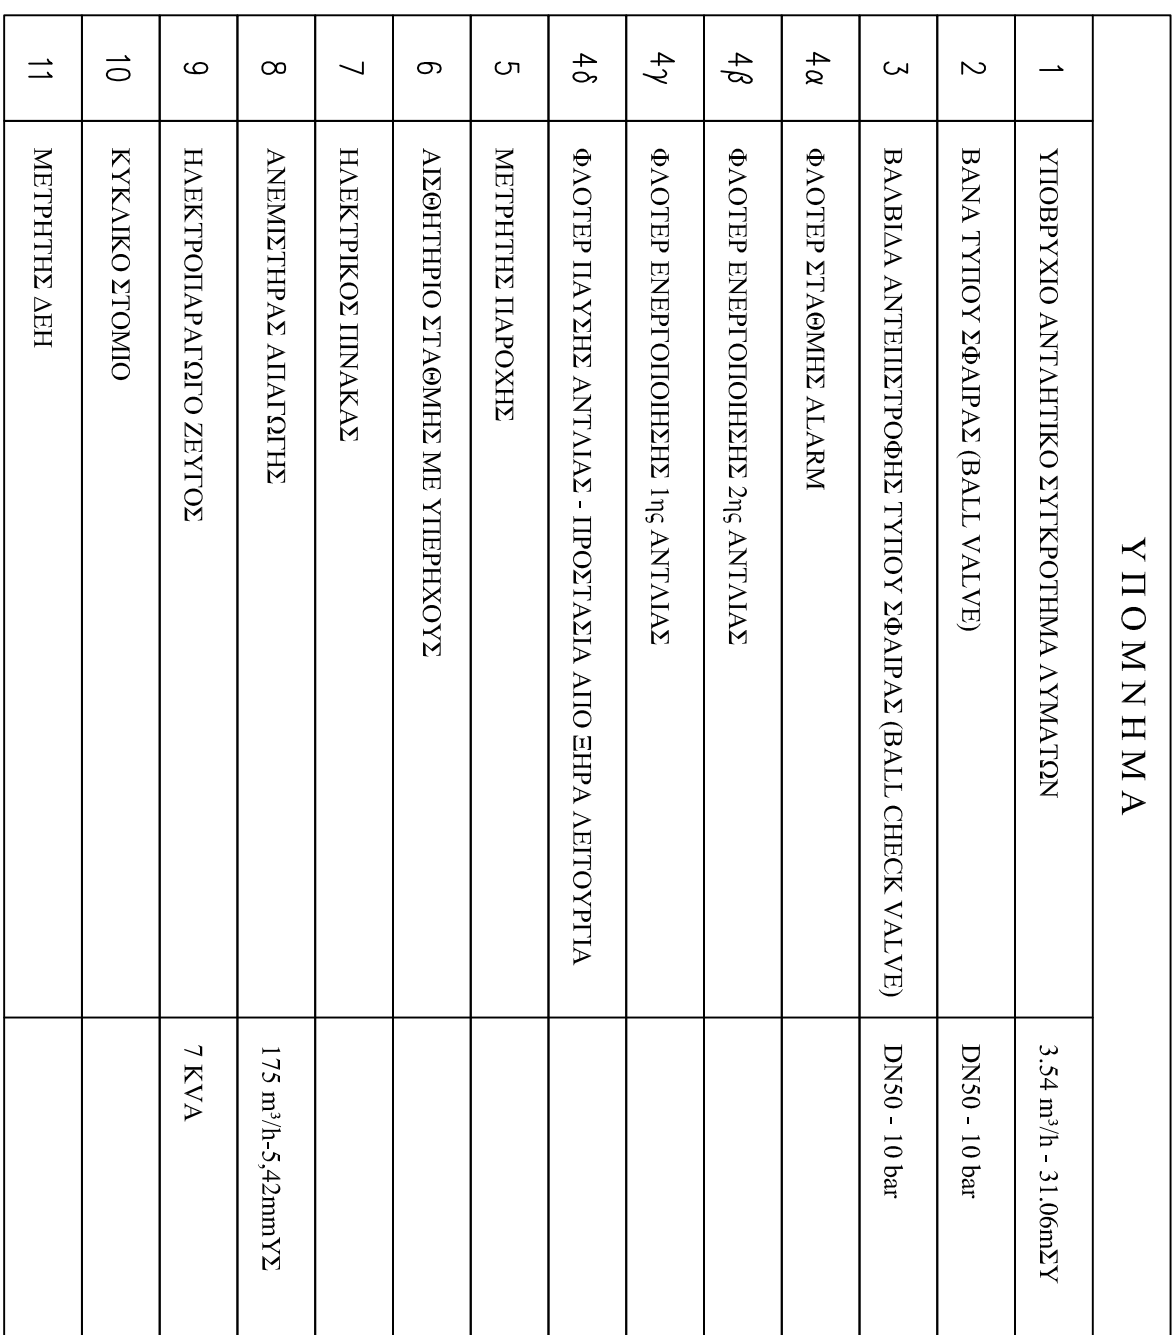 Υ Π Ο Μ Ν Η Μ Α
1 ΥΠΟΒΡΥΧΙΟ ΑΝΤΛΗΤΙΚΟ ΣΥΓΚΡΟΤΗΜΑ ΛΥΜΑΤΩΝ 3.54 m³/h - 31.06mΣΥ
2 ΒΑΝΑ ΤΥΠΟΥ ΣΦΑΙΡΑΣ (BALL VALVE) DN50 - 10 bar
3 ΒΑΛΒΙΔΑ ΑΝΤΕΠΙΣΤΡΟΦΗΣ ΤΥΠΟΥ ΣΦΑΙΡΑΣ (BALL CHECK VALVE) DN50 - 10 bar
4α ΦΛΟΤΕΡ ΣΤΑΘΜΗΣ ALARM
4β ΦΛΟΤΕΡ ΕΝΕΡΓΟΠΟΙΗΣΗΣ 2ης ΑΝΤΛΙΑΣ
4γ ΦΛΟΤΕΡ ΕΝΕΡΓΟΠΟΙΗΣΗΣ 1ης ΑΝΤΛΙΑΣ
4δ ΦΛΟΤΕΡ ΠΑΥΣΗΣ ΑΝΤΛΙΑΣ - ΠΡΟΣΤΑΣΙΑ ΑΠΟ ΞΗΡΑ ΛΕΙΤΟΥΡΓΙΑ
5 ΜΕΤΡΗΤΗΣ ΠΑΡΟΧΗΣ
6 ΑΙΣΘΗΤΗΡΙΟ ΣΤΑΘΜΗΣ ΜΕ ΥΠΕΡΗΧΟΥΣ
7 ΗΛΕΚΤΡΙΚΟΣ ΠΙΝΑΚΑΣ
8 ΑΝΕΜΙΣΤΗΡΑΣ ΑΠΑΓΩΓΗΣ 175 m³/h-5,42mmΥΣ
9 ΗΛΕΚΤΡΟΠΑΡΑΓΩΓΟ ΖΕΥΓΟΣ 7 KVA
10 ΚΥΚΛΙΚΟ ΣΤΟΜΙΟ
11 ΜΕΤΡΗΤΗΣ ΔΕΗ